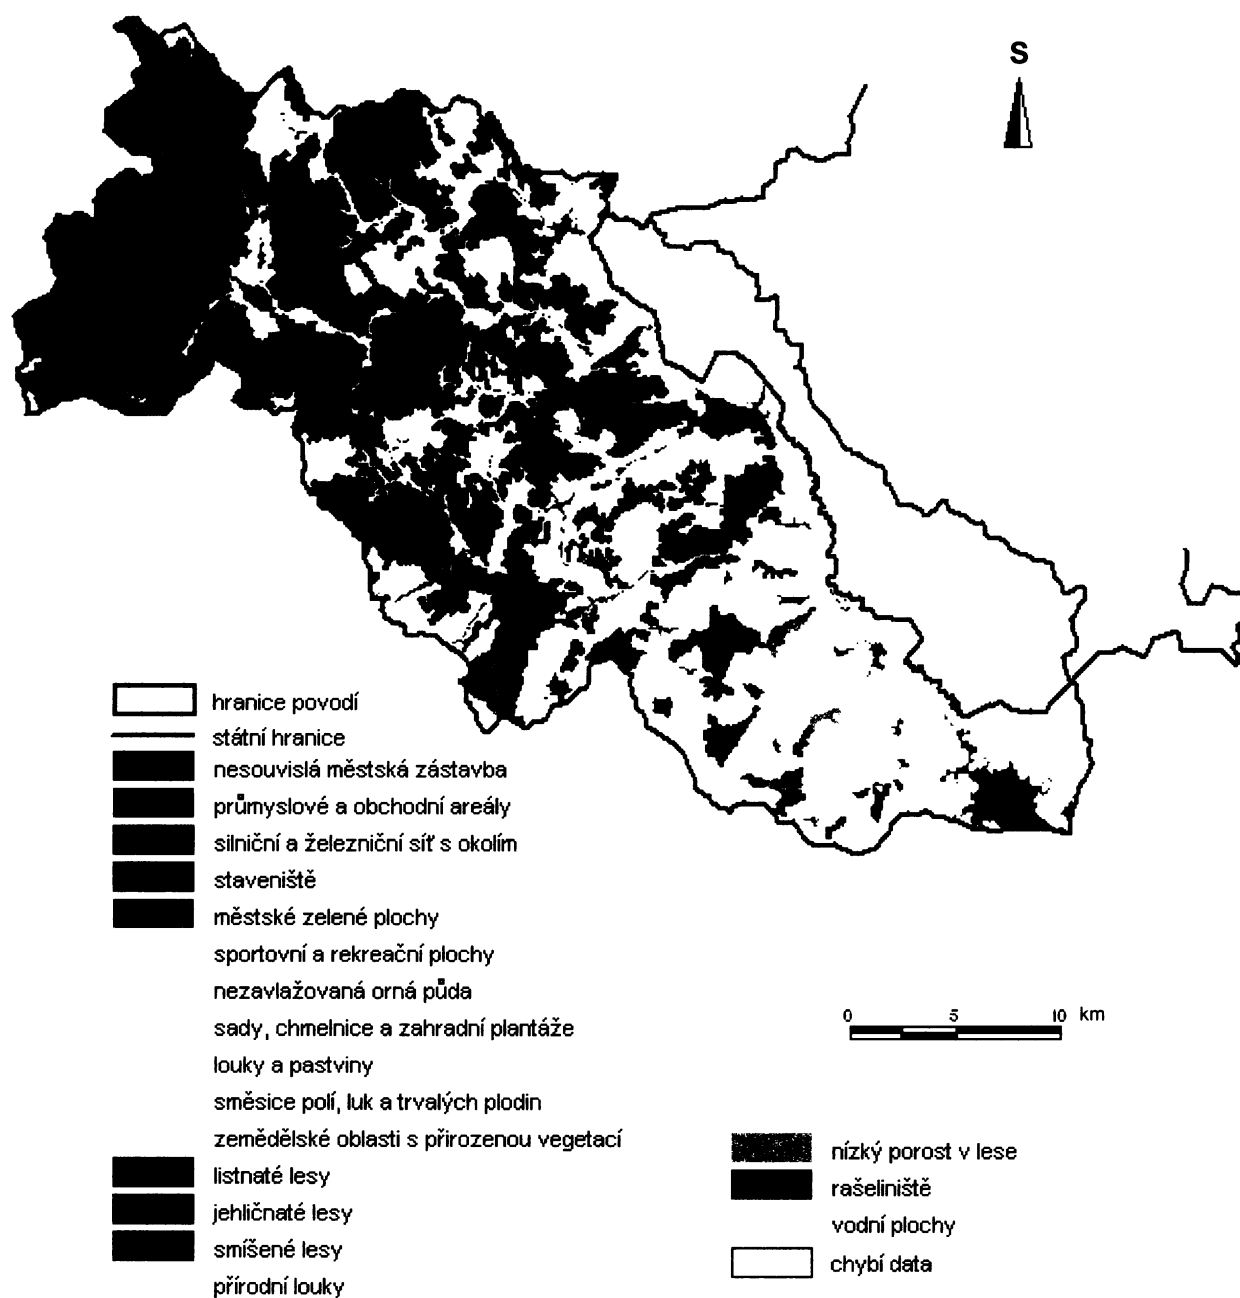 S
hranice povodí
státní hranice
nesouvislá městská zástavba
průmyslové a obchodní areály
silniční a železniční síť s okolím
staveniště
městské zelené plochy
sportovní a rekreační plochy
nezavlažovaná orná půda
sady, chmelnice a zahradní plantáže
louky a pastviny
směsice polí, luk a trvalých plodin
zemědělské oblasti s přirozenou vegetací
listnaté lesy
jehličnaté lesy
smíšené lesy
přírodní louky
0 5 10 km
nízký porost v lese
rašeliniště
vodní plochy
chybí data